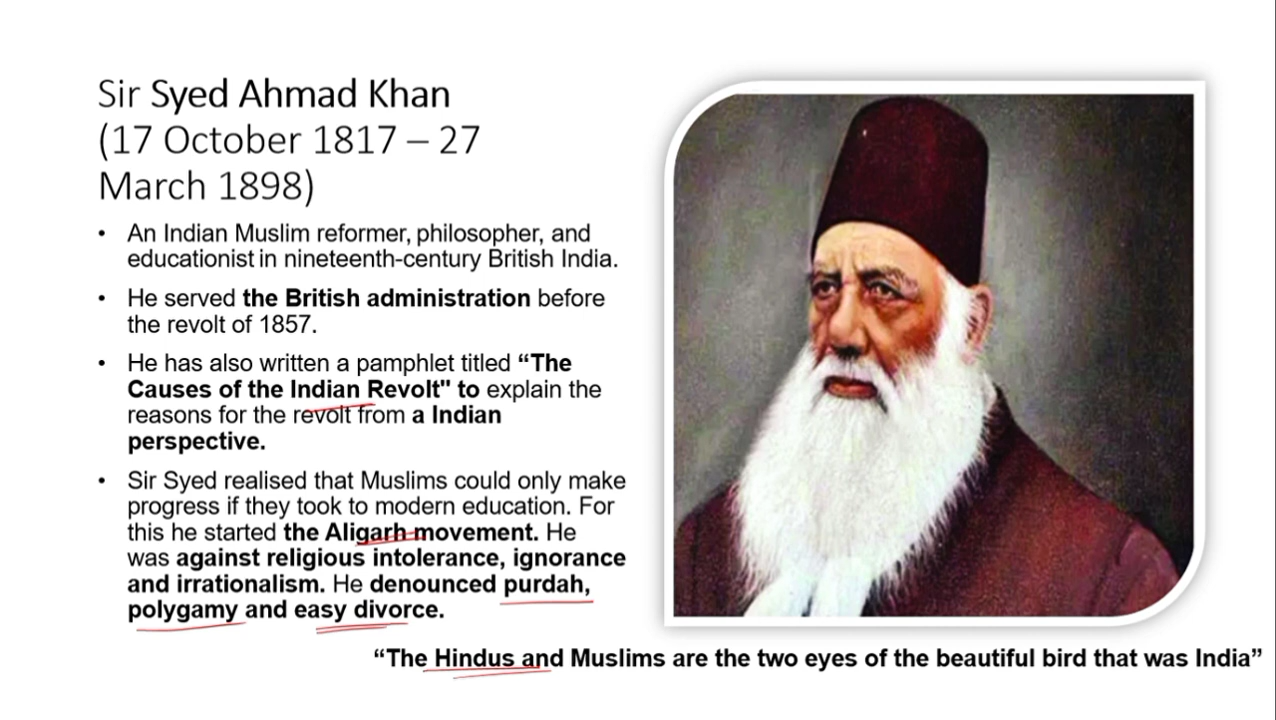 Sir Syed Ahmad Khan
(17 October 1817 – 27
March 1898)
• An Indian Muslim reformer, philosopher, and
educationist in nineteenth-century British India.
• He served the British administration before
the revolt of 1857.
• He has also written a pamphlet titled “The
Causes of the Indian Revolt" to explain the
reasons for the revolt from a Indian
perspective.
• Sir Syed realised that Muslims could only make
progress if they took to modern education. For
this he started the Aligarh movement. He
was against religious intolerance, ignorance
and irrationalism. He denounced purdah,
polygamy and easy divorce.
“The Hindus and Muslims are the two eyes of the beautiful bird that was India”